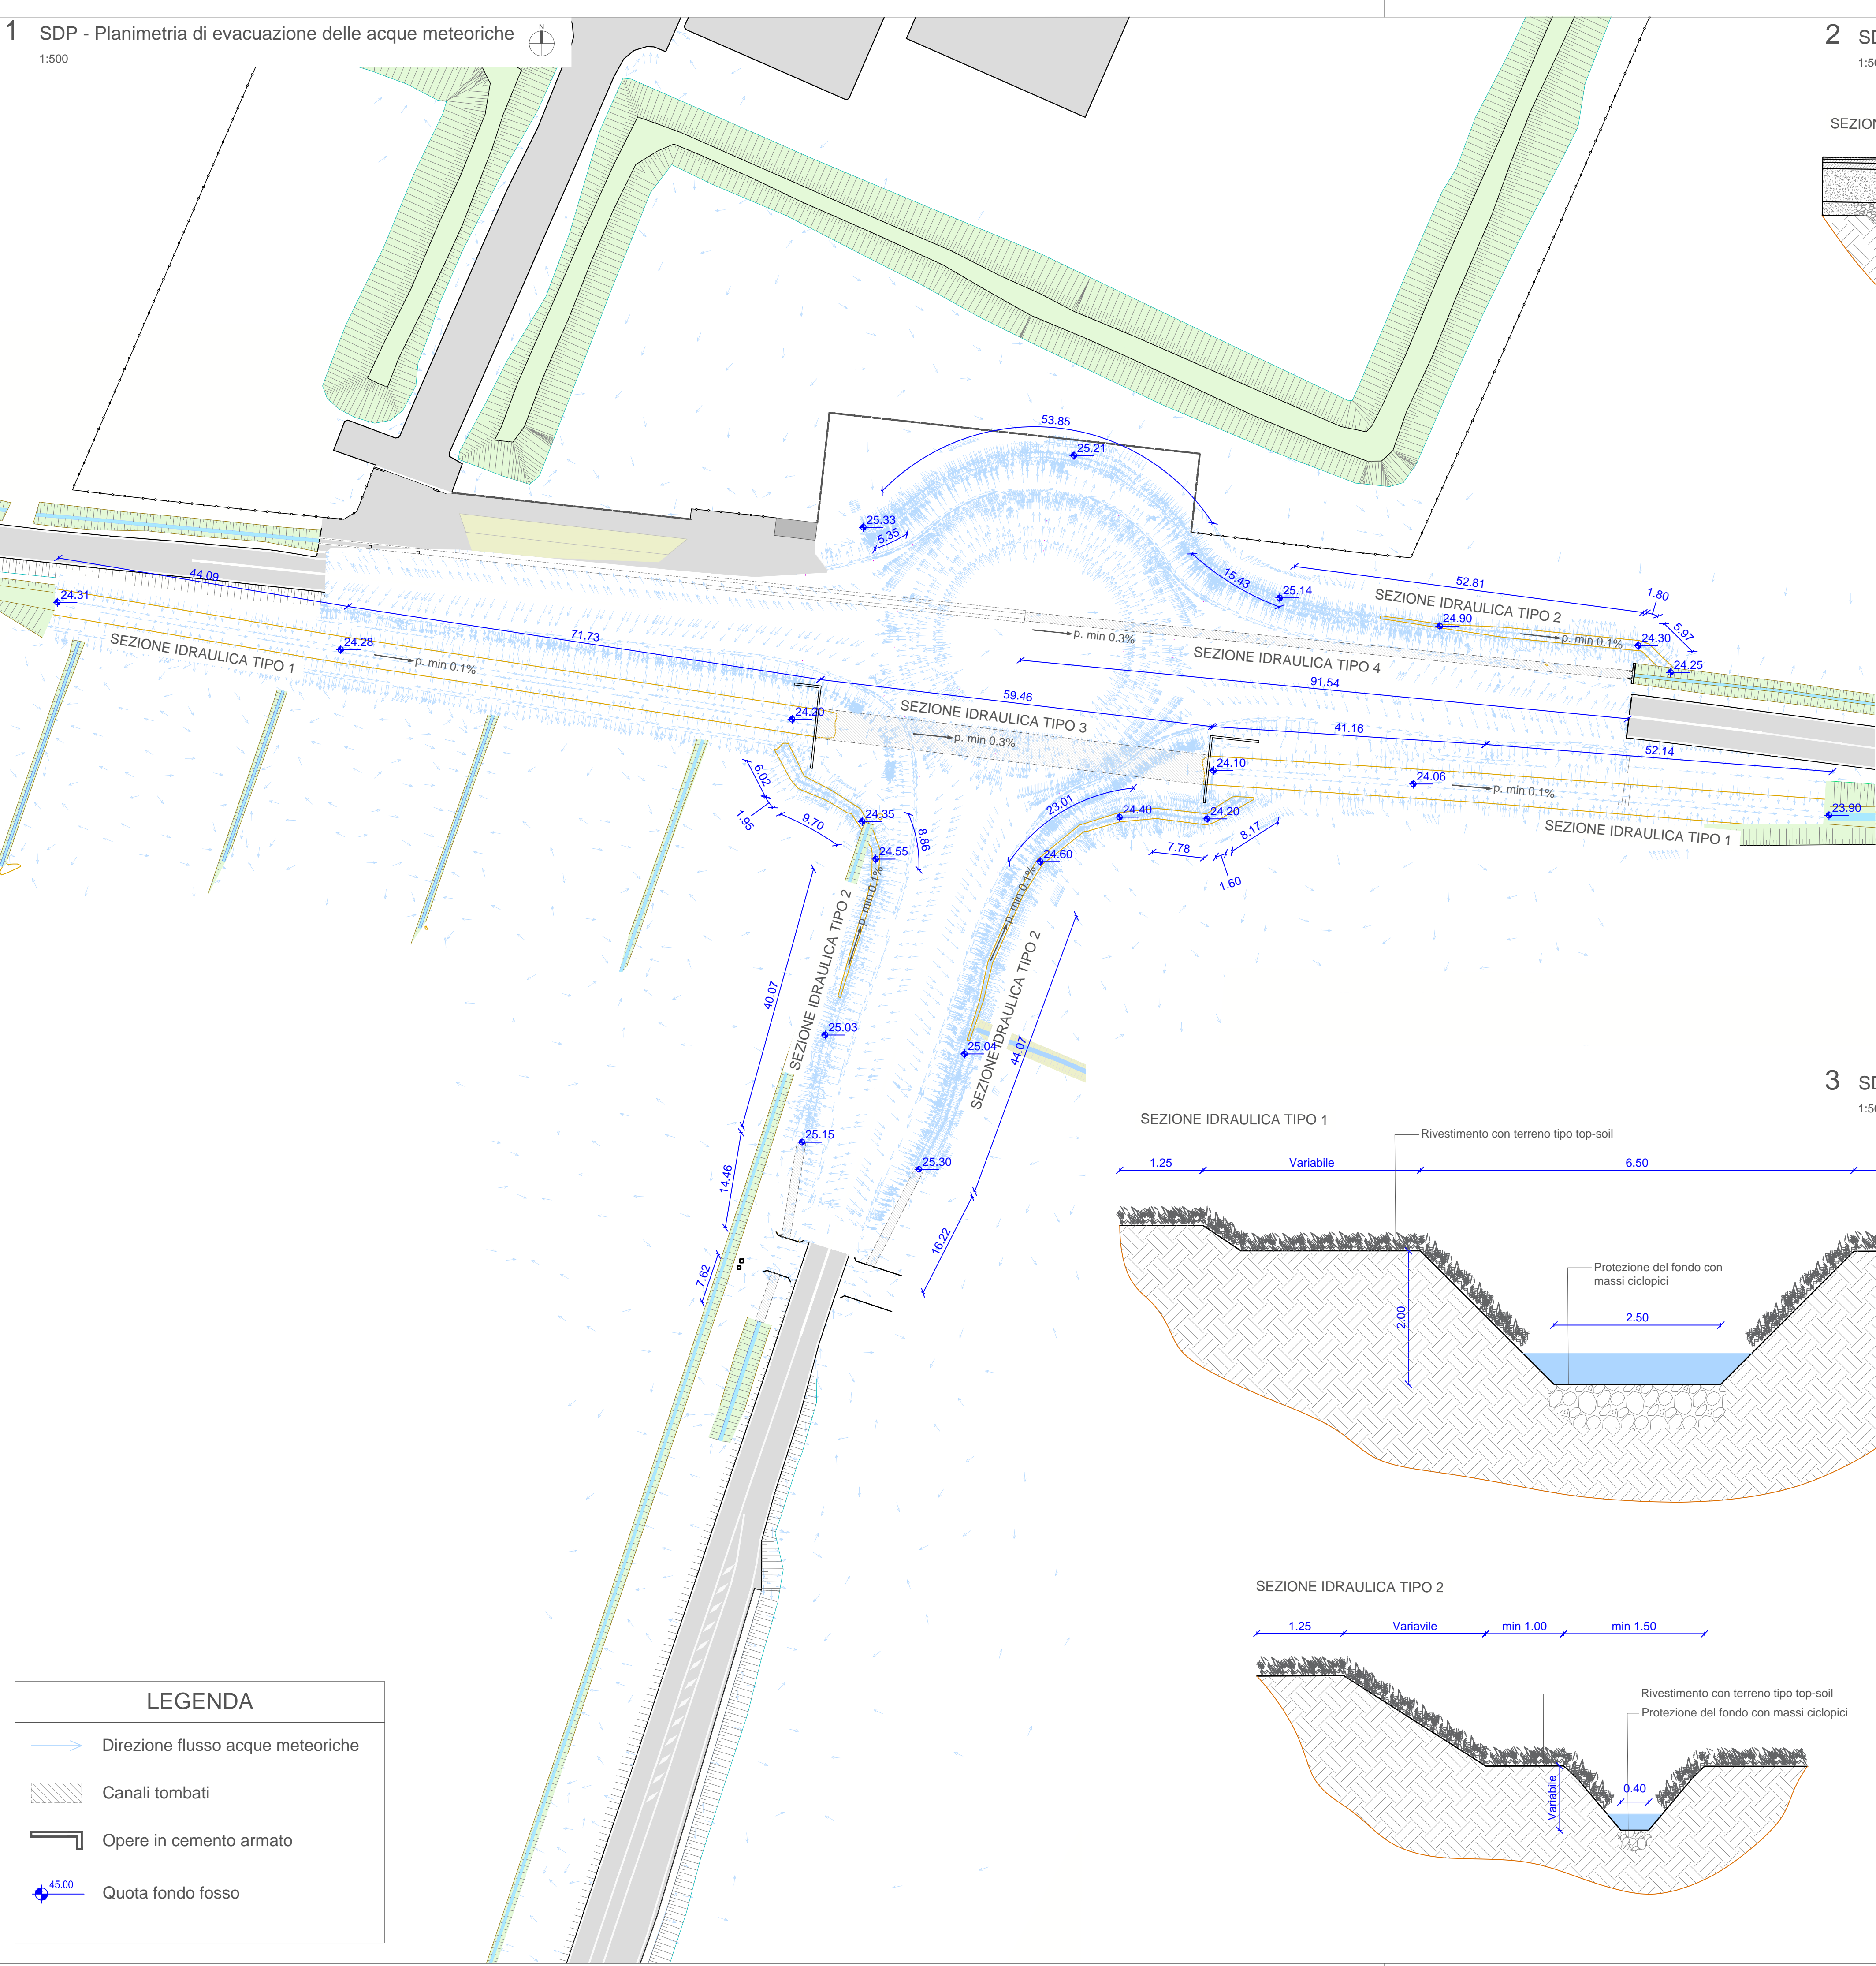 1 SDP - Planimetria di evacuazione delle acque meteoriche
N
1:500
2
SEZIONE IDRAULICA TIPO 1
SEZIONE IDRAULICA TIPO 2
SEZIONE IDRAULICA TIPO 3
SEZIONE IDRAULICA TIPO 4
SEZIONE IDRAULICA TIPO 1
SEZIONE IDRAULICA TIPO 2
SEZIONE IDRAULICA TIPO 2
53.85
25.21
25.33
5.35
15.43
25.14
52.81
1.80
24.90
p. min 0.1%
24.30
5.97
24.25
44.09
24.31
24.28
p. min 0.1%
71.73
p. min 0.3%
91.54
59.46
24.20
p. min 0.3%
41.16
52.14
24.10
24.06
p. min 0.1%
23.90
6.02
1.95
9.70
24.35
8.86
24.55
p. min 0.1%
23.01
24.40
24.20
8.17
7.78
1.60
24.60
p. min 0.1%
40.07
25.03
25.04
44.07
25.15
25.30
14.46
16.22
7.62
3
SEZIONE IDRAULICA TIPO 1
Rivestimento con terreno tipo top-soil
1.25
Variabile
6.50
Protezione del fondo con
massi ciclopici
2.00
2.50
SEZIONE IDRAULICA TIPO 2
1.25
Variavile
min 1.00
min 1.50
Rivestimento con terreno tipo top-soil
Protezione del fondo con massi ciclopici
Variabile
0.40
LEGENDA
Direzione flusso acque meteoriche
Canali tombati
Opere in cemento armato
45.00
Quota fondo fosso